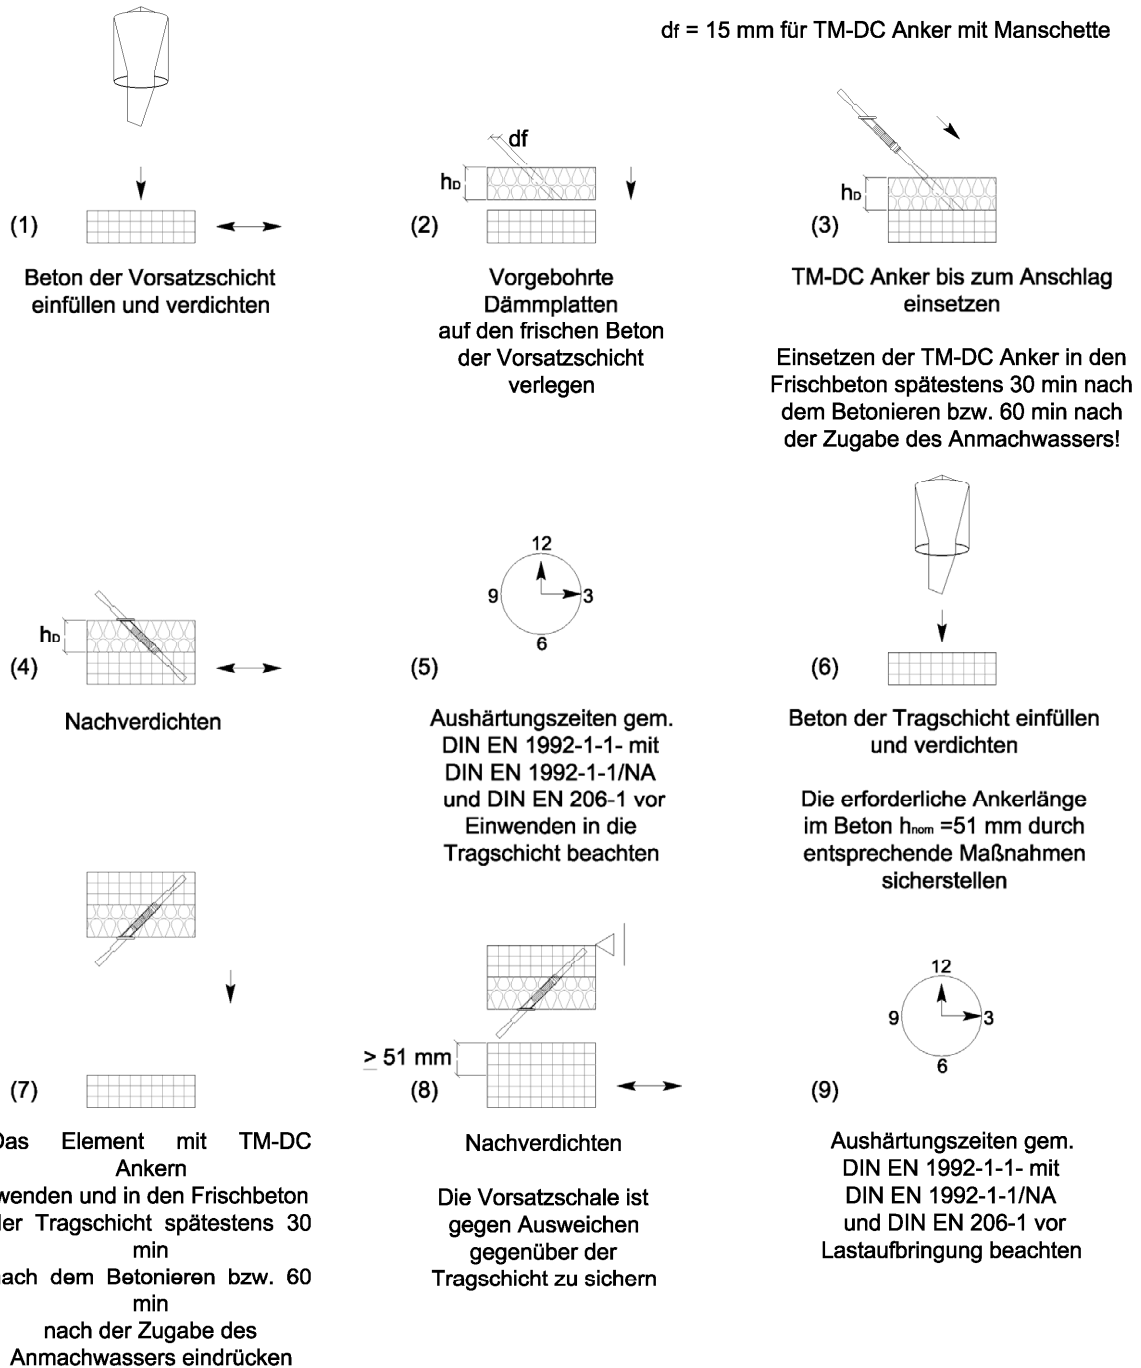 df = 15 mm für TM-DC Anker mit Manschette
(1)
Beton der Vorsatzschicht
einfüllen und verdichten
df
hD
(2)
Vorgebohrte
Dämmplatten
auf den frischen Beton
der Vorsatzschicht
verlegen
hD
(3)
TM-DC Anker bis zum Anschlag
einsetzen
Einsetzen der TM-DC Anker in den
Frischbeton spätestens 30 min nach
dem Betonieren bzw. 60 min nach
der Zugabe des Anmachwassers!
hD
(4)
Nachverdichten
12
9 3
6
(5)
Aushärtungszeiten gem.
DIN EN 1992-1-1- mit
DIN EN 1992-1-1/NA
und DIN EN 206-1 vor
Einwenden in die
Tragschicht beachten
(6)
Beton der Tragschicht einfüllen
und verdichten
Die erforderliche Ankerlänge
im Beton hnom =51 mm durch
entsprechende Maßnahmen
sicherstellen
(7)
Das Element mit TM-DC
Ankern
wenden und in den Frischbeton
der Tragschicht spätestens 30
min
nach dem Betonieren bzw. 60
min
nach der Zugabe des
Anmachwassers eindrücken
≥ 51 mm
(8)
Nachverdichten
Die Vorsatzschale ist
gegen Ausweichen
gegenüber der
Tragschicht zu sichern
12
9 3
6
(9)
Aushärtungszeiten gem.
DIN EN 1992-1-1- mit
DIN EN 1992-1-1/NA
und DIN EN 206-1 vor
Lastaufbringung beachten